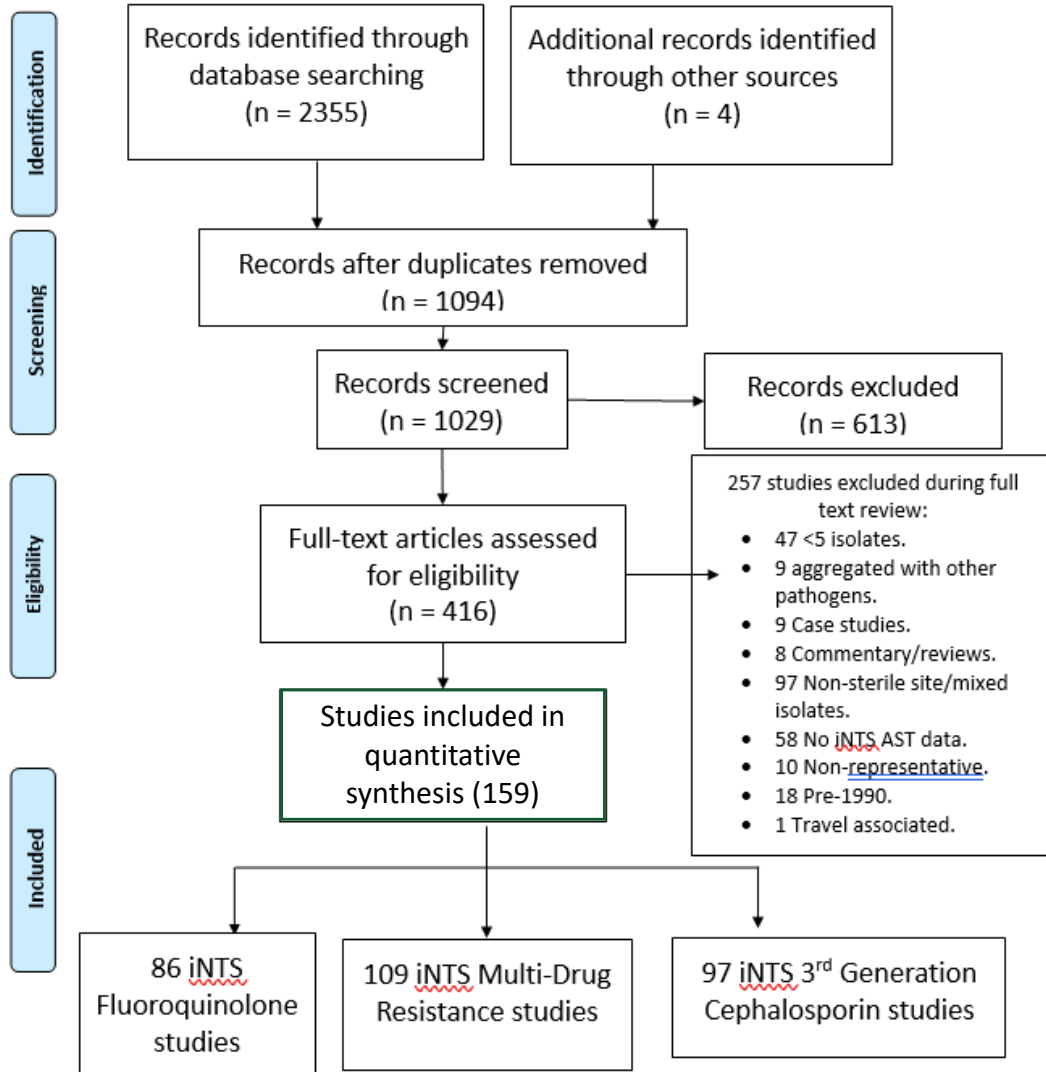 Identification
Records identified through
database searching
(n = 2355)
Additional records identified
through other sources
(n = 4)
Screening
Records after duplicates removed
(n = 1094)
Records screened
(n = 1029)
Records excluded
(n = 613)
Eligibility
Full-text articles assessed
for eligibility
(n = 416)
257 studies excluded during full
text review:
• 47 <5 isolates.
• 9 aggregated with other
pathogens.
• 9 Case studies.
• 8 Commentary/reviews.
• 97 Non-sterile site/mixed
isolates.
• 58 No iNTS AST data.
• 10 Non-representative.
• 18 Pre-1990.
• 1 Travel associated.
Studies included in
quantitative
synthesis (159)
Included
86 iNTS
Fluoroquinolone
studies
109 iNTS Multi-Drug
Resistance studies
97 iNTS 3rd Generation
Cephalosporin studies